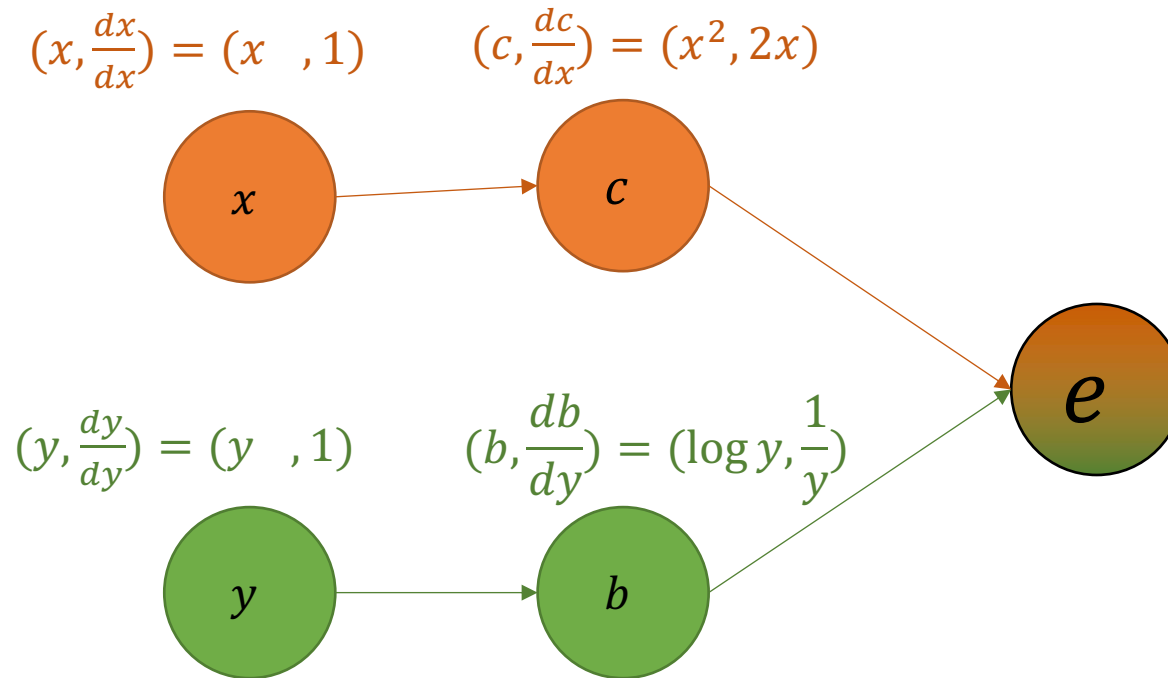 (x, dx/dx) = (x , 1)
(c, dc/dx) = (x², 2x)
x
c
e
(y, dy/dy) = (y , 1)
(b, db/dy) = (log y, 1/y)
y
b